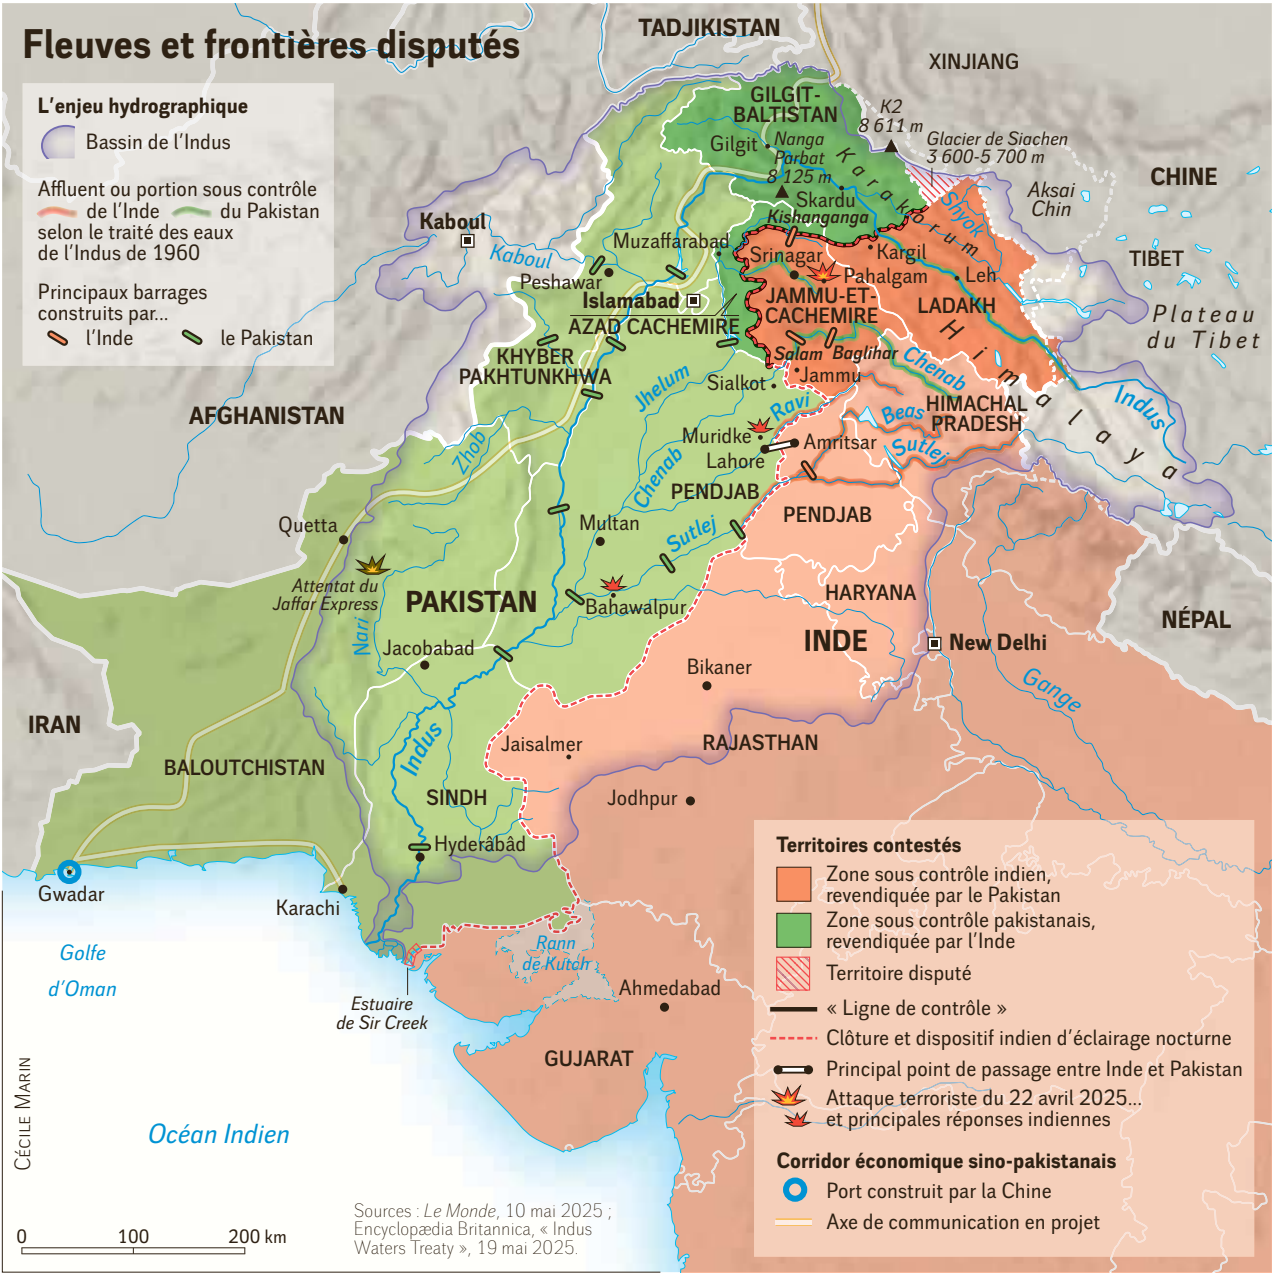 Fleuves et frontières disputés
L'enjeu hydrographique
Bassin de l'Indus
Affluent ou portion sous contrôle
de l'Inde
du Pakistan
selon le traité des eaux
de l'Indus de 1960
Principaux barrages
construits par...
l'Inde
le Pakistan
TADJIKISTAN
XINJIANG
GILGIT-
BALTISTAN
K2
8 611 m
Gilgit
Nanga
Parbat
8 125 m
Karakorum
Glacier de Siachen
3 600-5 700 m
Aksai
Chin
CHINE
Skardu
Shyok
Kishanganga
Kaboul
Kaboul
Muzaffarabad
Srinagar
Kargil
TIBET
Peshawar
Pahalgam
Leh
Islamabad
JAMMU-ET-
CACHEMIRE
LADAKH
Plateau
du Tibet
AZAD CACHEMIRE
Himalaya
KHYBER
PAKHTUNKHWA
Salam
Baglihar
Chenab
Jhelum
Sialkot
Jammu
Indus
AFGHANISTAN
Ravi
Beas
HIMACHAL
PRADESH
Zhob
Muridke
Amritsar
Sutlej
Lahore
Chenab
PENDJAB
PENDJAB
Quetta
Multan
Sutlej
Attentat du
Jaffar Express
PAKISTAN
Bahawalpur
HARYANA
NÉPAL
Nari
Jacobabad
INDE
New Delhi
Bikaner
Gange
IRAN
Indus
Jaisalmer
RAJASTHAN
BALOUTCHISTAN
SINDH
Jodhpur
Hyderâbâd
Gwadar
Karachi
Golfe
d'Oman
Rann
de Kutch
Estuaire
de Sir Creek
Ahmedabad
GUJARAT
Océan Indien
CÉCILE MARIN
Territoires contestés
Zone sous contrôle indien,
revendiquée par le Pakistan
Zone sous contrôle pakistanais,
revendiquée par l'Inde
Territoire disputé
« Ligne de contrôle »
Clôture et dispositif indien d'éclairage nocturne
Principal point de passage entre Inde et Pakistan
Attaque terroriste du 22 avril 2025...
et principales réponses indiennes
Corridor économique sino-pakistanais
Port construit par la Chine
Axe de communication en projet
Sources : Le Monde, 10 mai 2025 ;
Encyclopædia Britannica, « Indus
Waters Treaty », 19 mai 2025.
0 100 200 km